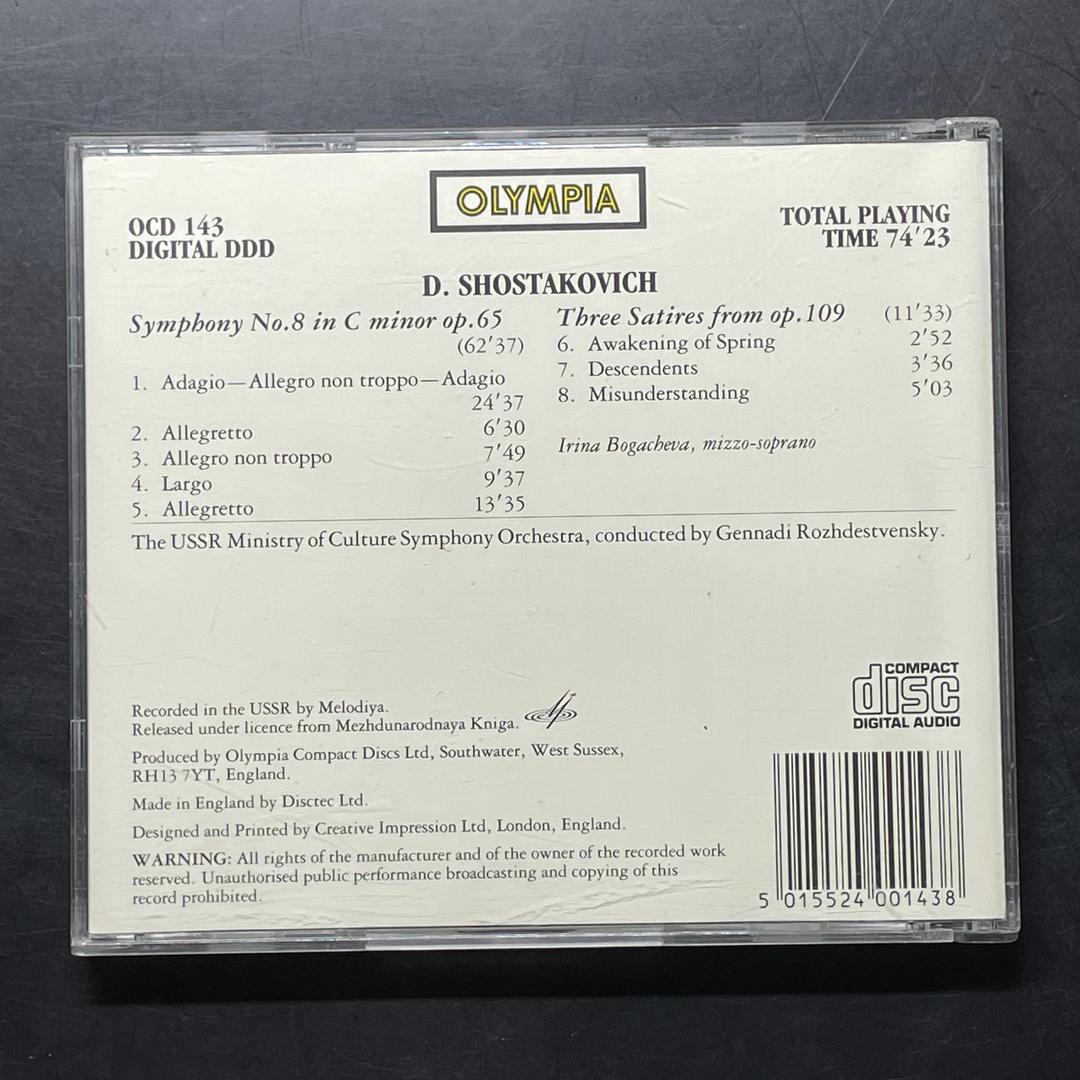 OLYMPIA
OCD 143
DIGITAL DDD
TOTAL PLAYING
TIME 74'23
D. SHOSTAKOVICH
Symphony No.8 in C minor op.65
(62'37)
1. Adagio—Allegro non troppo—Adagio
24'37
2. Allegretto 6'30
3. Allegro non troppo 7'49
4. Largo 9'37
5. Allegretto 13'35
Three Satires from op.109 (11'33)
6. Awakening of Spring 2'52
7. Descendents 3'36
8. Misunderstanding 5'03
Irina Bogacheva, mizzo-soprano
The USSR Ministry of Culture Symphony Orchestra, conducted by Gennadi Rozhdestvensky.
Recorded in the USSR by Melodiya.
Released under licence from Mezhdunarodnaya Kniga.
Produced by Olympia Compact Discs Ltd, Southwater, West Sussex,
RH13 7YT, England.
Made in England by Disctec Ltd.
Designed and Printed by Creative Impression Ltd, London, England.
WARNING: All rights of the manufacturer and of the owner of the recorded work
reserved. Unauthorised public performance broadcasting and copying of this
record prohibited.
COMPACT
disc
DIGITAL AUDIO
5 015524 001438